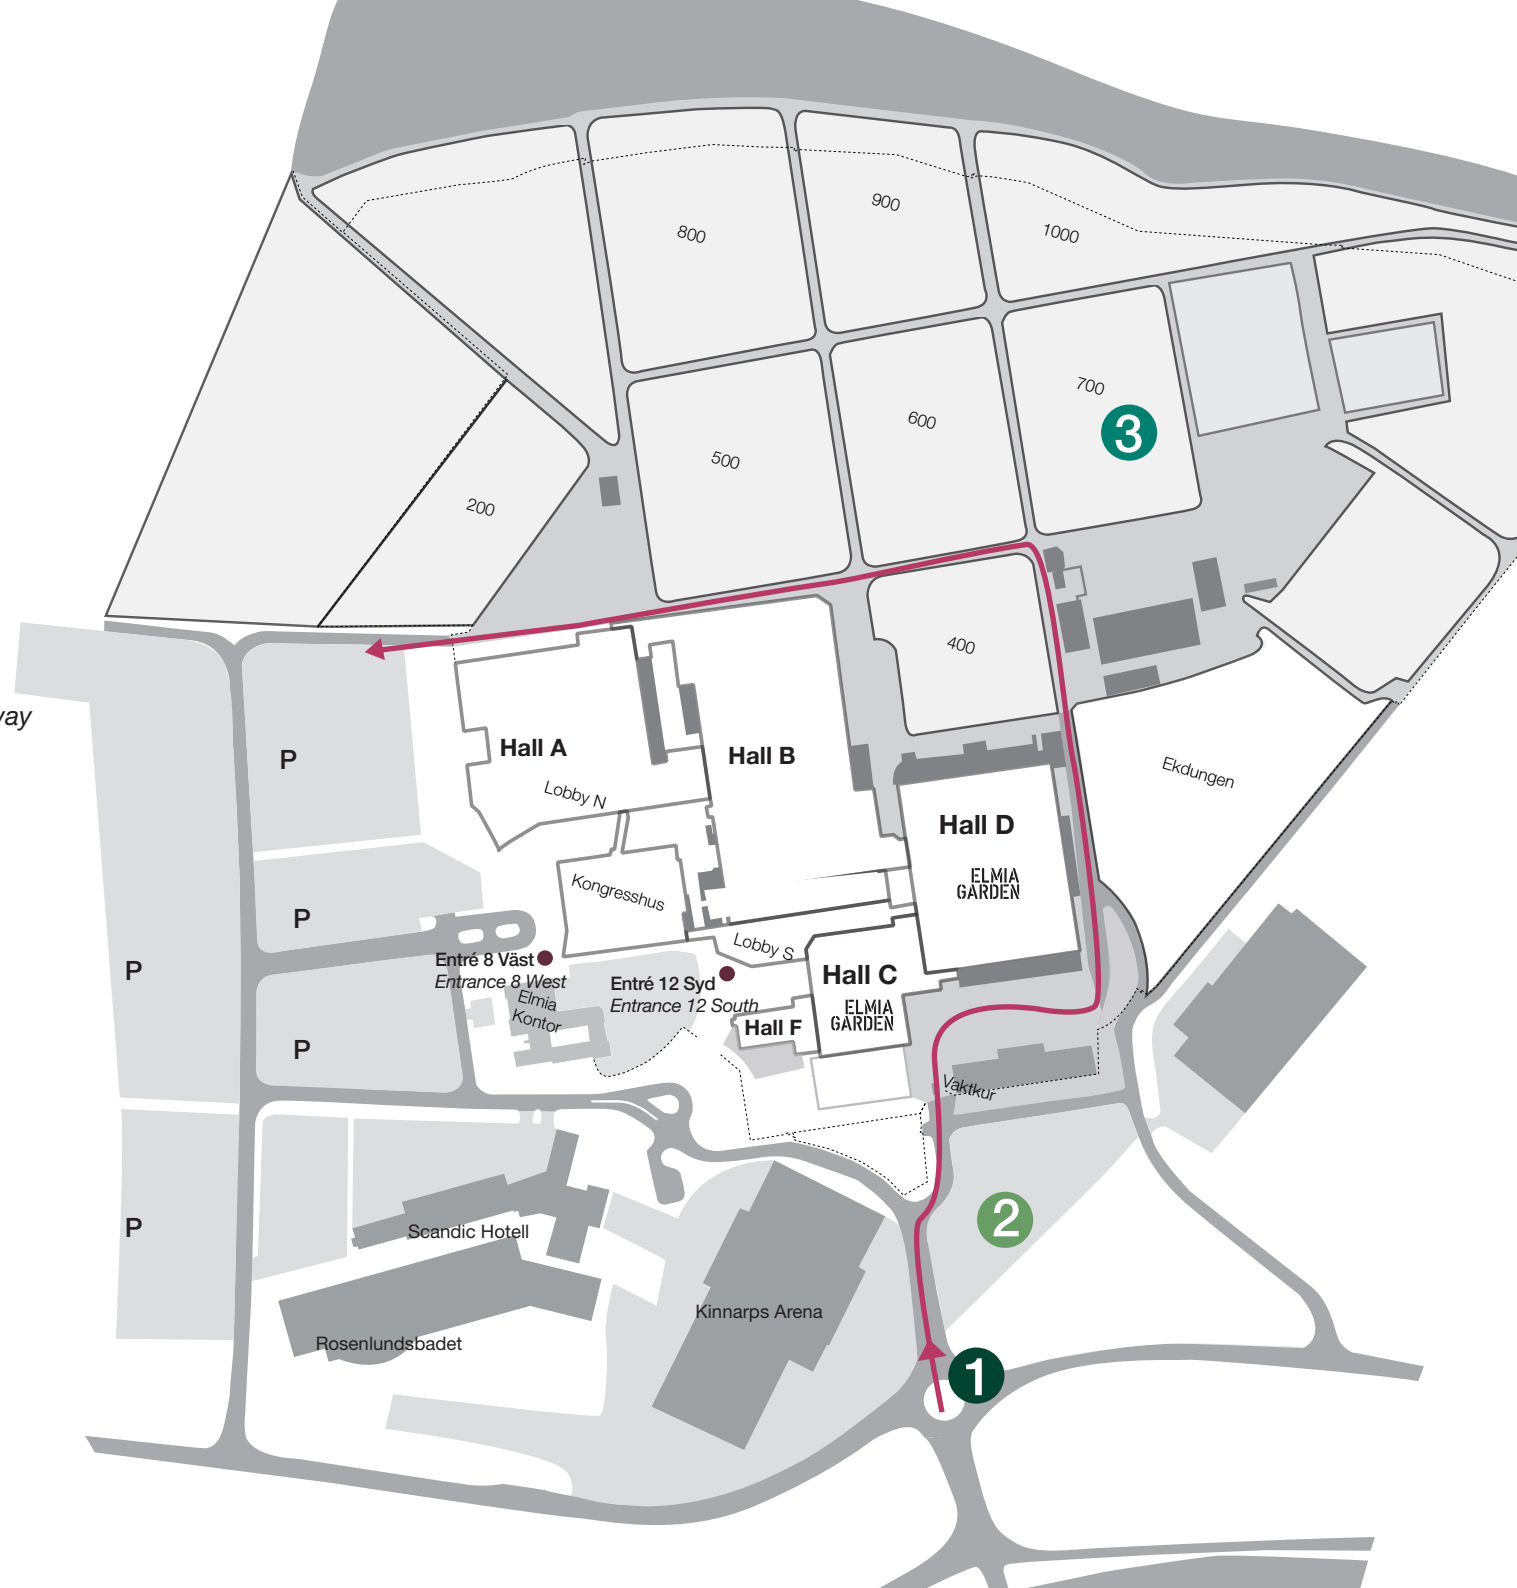 900
800
1000
700
3
600
500
200
400
way
Hall A
Hall B
P
Ekdungen
Lobby N
Hall D
ELMIA
GARDEN
Kongresshus
P
Lobby S
Entré 8 Väst
Entrance 8 West
P
Hall C
Entré 12 Syd
Entrance 12 South
Elmia
Kontor
ELMIA
GARDEN
Hall F
P
Vaktkur
2
P
Scandic Hotell
Kinnarps Arena
Rosenlundsbadet
1